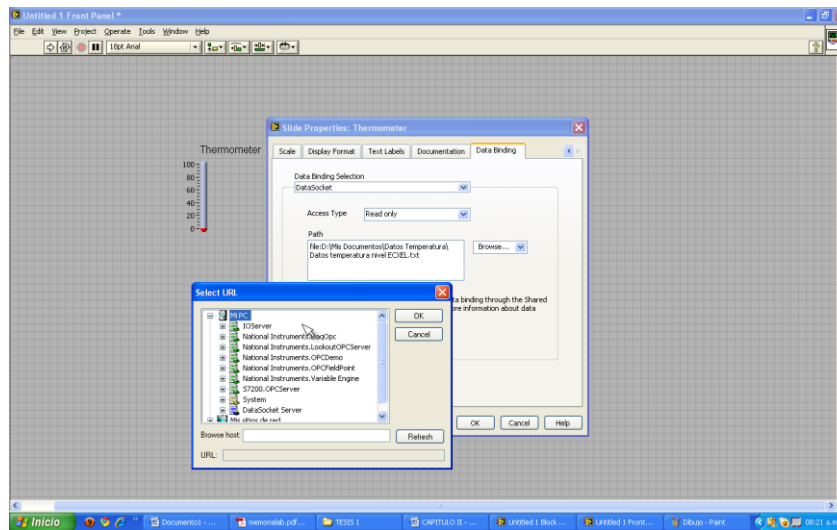 Untitled 1 Front Panel *
File Edit View Project Operate Tools Window Help
18pt Arial
Thermometer
100
80
60
40
20
0
Slide Properties: Thermometer
Scale Display Format Text Labels Documentation Data Binding
Data Binding Selection
DataSocket
Access Type Read only
Path
file:D:\Mis Documentos\Datos Temperatura\
Datos temperatura nivel ECXEL.txt
Browse...
ta binding through the Shared
ore information about data
OK Cancel Help
Select URL
Mi PC
IOServer
National Instruments.
National Instruments.LookoutOPCServer
National Instruments.OPCDemo
National Instruments.OPCFieldPoint
National Instruments.Variable Engine
S7200.OPCServer
System
DataSocket Server
Mis sitios de red
OK
Cancel
Browse host:
Refresh
URL:
Inicio
Documento1 - ...
memorialab.pdf ...
TESIS 1
CAPITULO II - ...
Untitled 1 Block ...
Untitled 1 Front...
Dibujo - Paint
08:21 a.m.